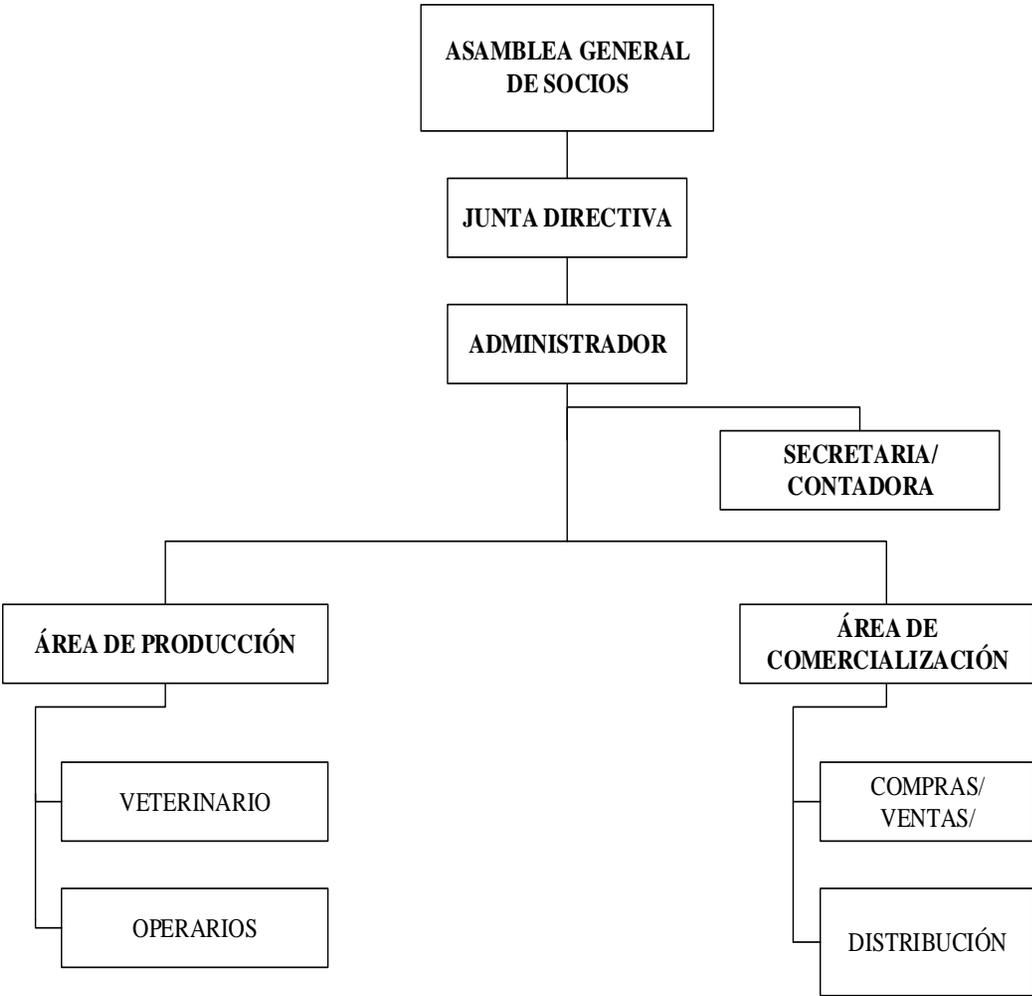 ASAMBLEA GENERAL
DE SOCIOS
JUNTA DIRECTIVA
ADMINISTRADOR
SECRETARIA/
CONTADORA
ÁREA DE PRODUCCIÓN
VETERINARIO
OPERARIOS
ÁREA DE
COMERCIALIZACIÓN
COMPRAS/
VENTAS/
DISTRIBUCIÓN